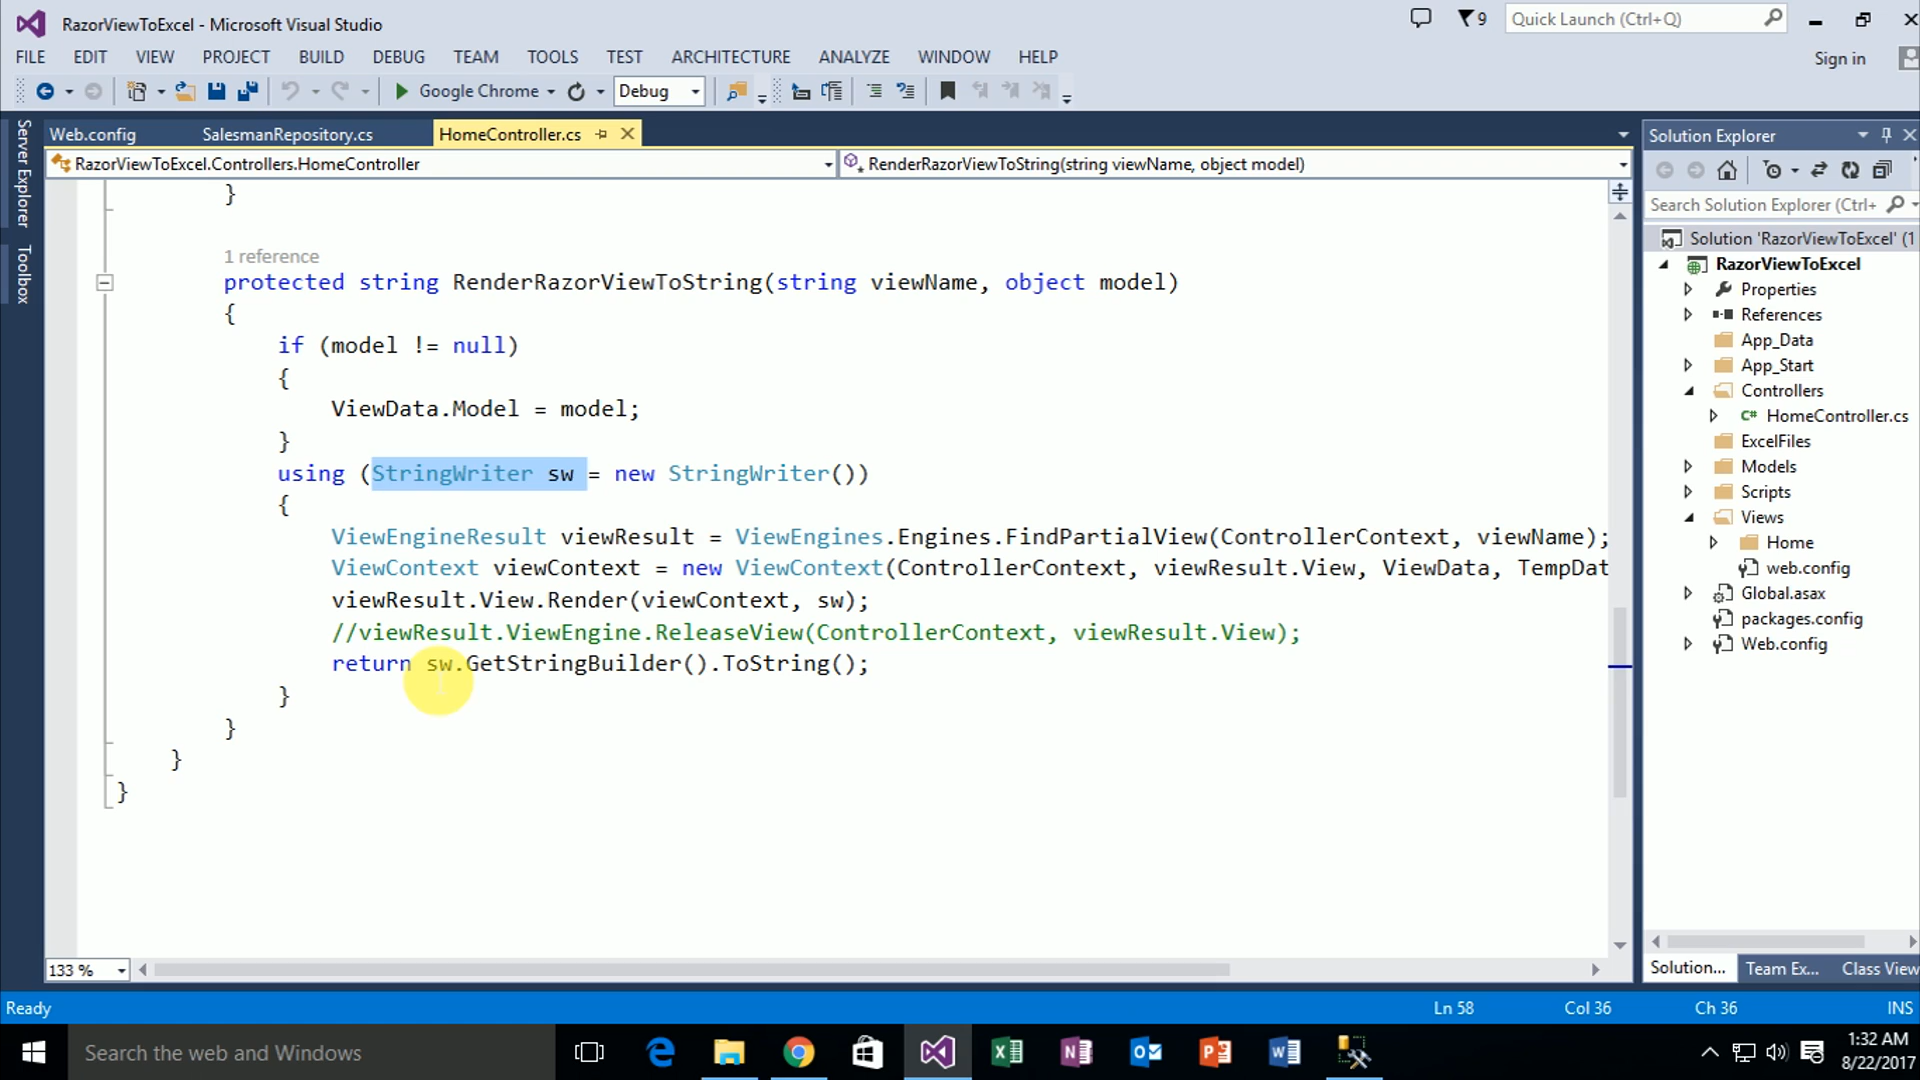 RazorViewToExcel - Microsoft Visual Studio
9
Quick Launch (Ctrl+Q)
FILE EDIT VIEW PROJECT BUILD DEBUG TEAM TOOLS TEST ARCHITECTURE ANALYZE WINDOW HELP
Sign in
Google Chrome
Debug
Server Explorer
Toolbox
Web.config SalesmanRepository.cs HomeController.cs
RazorViewToExcel.Controllers.HomeController
RenderRazorViewToString(string viewName, object model)
}
1 reference
protected string RenderRazorViewToString(string viewName, object model)
{
if (model != null)
{
ViewData.Model = model;
}
using (StringWriter sw = new StringWriter())
{
ViewEngineResult viewResult = ViewEngines.Engines.FindPartialView(ControllerContext, viewName);
ViewContext viewContext = new ViewContext(ControllerContext, viewResult.View, ViewData, TempDat
viewResult.View.Render(viewContext, sw);
//viewResult.ViewEngine.ReleaseView(ControllerContext, viewResult.View);
return sw.GetStringBuilder().ToString();
}
}
}
}
133 %
Solution Explorer
Search Solution Explorer (Ctrl+
Solution 'RazorViewToExcel' (1
RazorViewToExcel
Properties
References
App_Data
App_Start
Controllers
C# HomeController.cs
ExcelFiles
Models
Scripts
Views
Home
web.config
Global.asax
packages.config
Web.config
Solution... Team Ex... Class View
Ready
Ln 58
Col 36
Ch 36
INS
Search the web and Windows
1:32 AM
8/22/2017